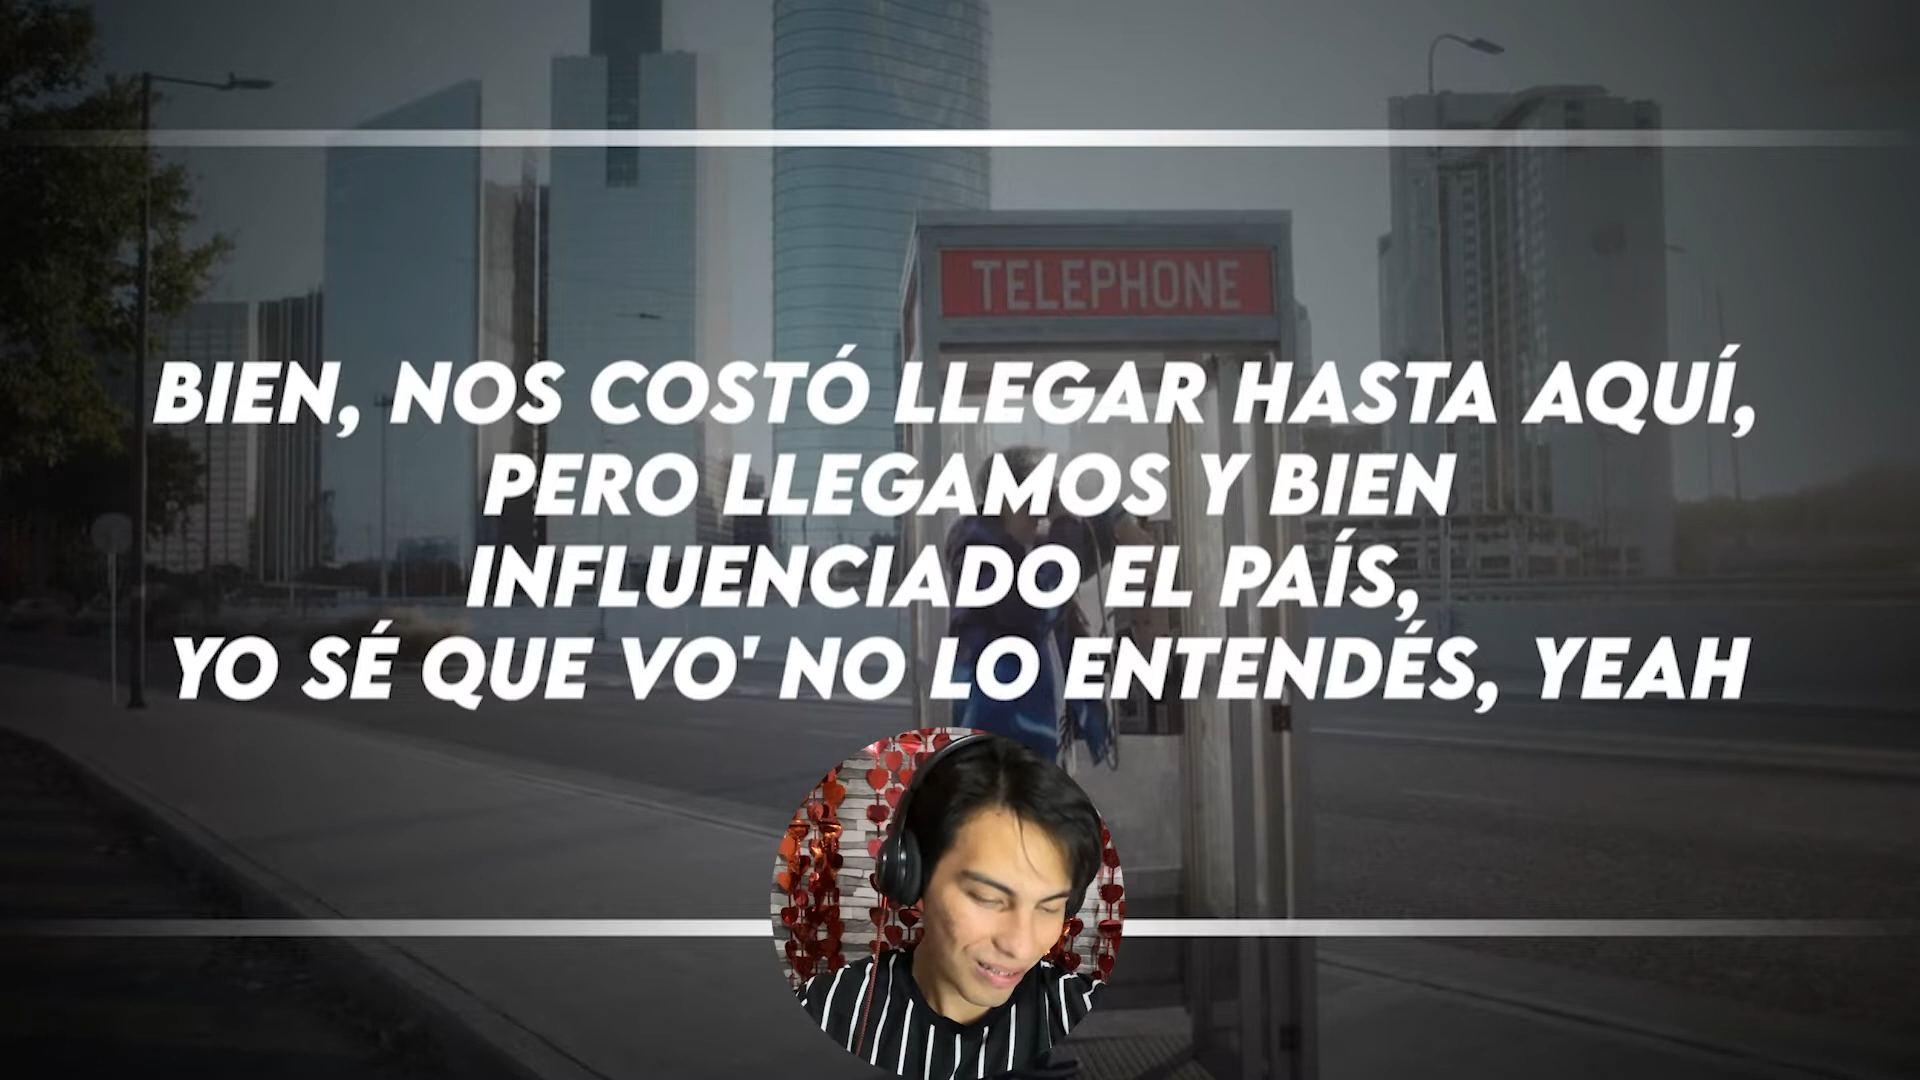 TELEPHONE
BIEN, NOS COSTÓ LLEGAR HASTA AQUÍ,
PERO LLEGAMOS Y BIEN
INFLUENCIADO EL PAÍS,
YO SÉ QUE VO' NO LO ENTENDÉS, YEAH